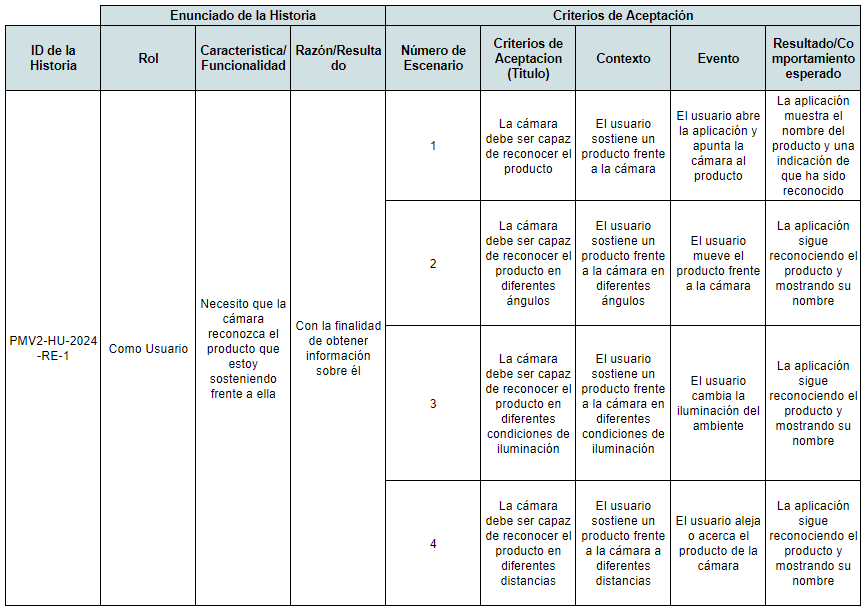 Enunciado de la Historia
Criterios de Aceptación
ID de la
Historia
Rol
Caracteristica/
Funcionalidad
Razón/Resulta
do
Número de
Escenario
Criterios de
Aceptacion
(Titulo)
Contexto
Evento
Resultado/Co
mportamiento
esperado
PMV2-HU-2024
-RE-1
Como Usuario
Necesito que la
cámara
reconozca el
producto que
estoy
sosteniendo
frente a ella
Con la finalidad
de obtener
información
sobre él
1
La cámara
debe ser capaz
de reconocer el
producto
El usuario
sostiene un
producto frente
a la cámara
El usuario abre
la aplicación y
apunta la
cámara al
producto
La aplicación
muestra el
nombre del
producto y una
indicación de
que ha sido
reconocido
2
La cámara
debe ser capaz
de reconocer el
producto en
diferentes
ángulos
El usuario
sostiene un
producto frente
a la cámara en
diferentes
ángulos
El usuario
mueve el
producto frente
a la cámara
La aplicación
sigue
reconociendo el
producto y
mostrando su
nombre
3
La cámara
debe ser capaz
de reconocer el
producto en
diferentes
condiciones de
iluminación
El usuario
sostiene un
producto frente
a la cámara en
diferentes
condiciones de
iluminación
El usuario
cambia la
iluminación del
ambiente
La aplicación
sigue
reconociendo el
producto y
mostrando su
nombre
4
La cámara
debe ser capaz
de reconocer el
producto en
diferentes
distancias
El usuario
sostiene un
producto frente
a la cámara a
diferentes
distancias
El usuario aleja
o acerca el
producto de la
cámara
La aplicación
sigue
reconociendo el
producto y
mostrando su
nombre